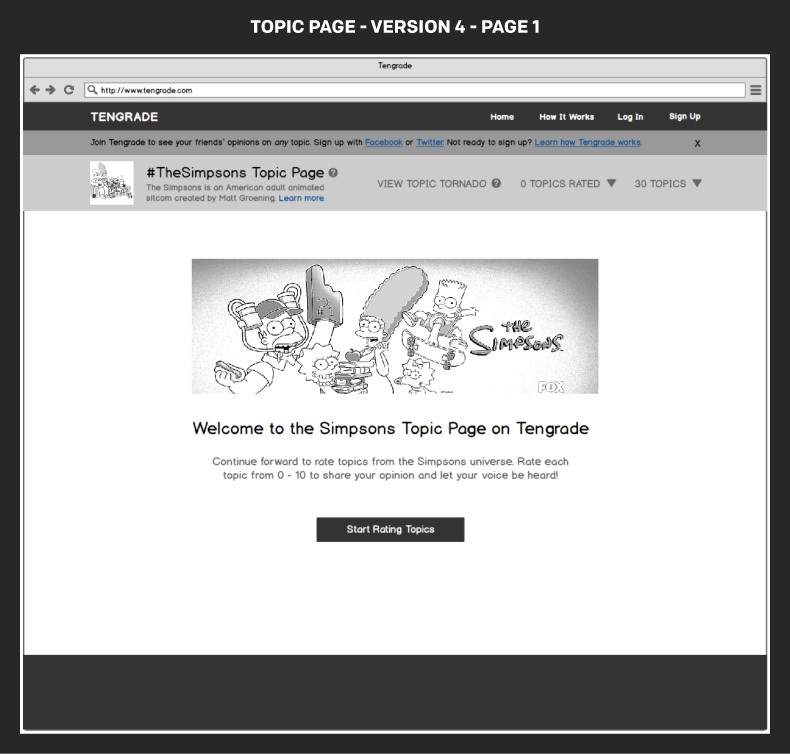 TOPIC PAGE - VERSION 4 - PAGE 1
Tengrade
http://www.tengrade.com
TENGRADE
Home How It Works Log In Sign Up
Join Tengrade to see your friends' opinions on any topic. Sign up with Facebook or Twitter. Not ready to sign up? Learn how Tengrade works. X
#TheSimpsons Topic Page ?
The Simpsons is an American adult animated
sitcom created by Matt Groening. Learn more.
VIEW TOPIC TORNADO ? 0 TOPICS RATED ▼ 30 TOPICS ▼
THE
SIMPSONS
FOX
Welcome to the Simpsons Topic Page on Tengrade
Continue forward to rate topics from the Simpsons universe. Rate each
topic from 0 - 10 to share your opinion and let your voice be heard!
Start Rating Topics